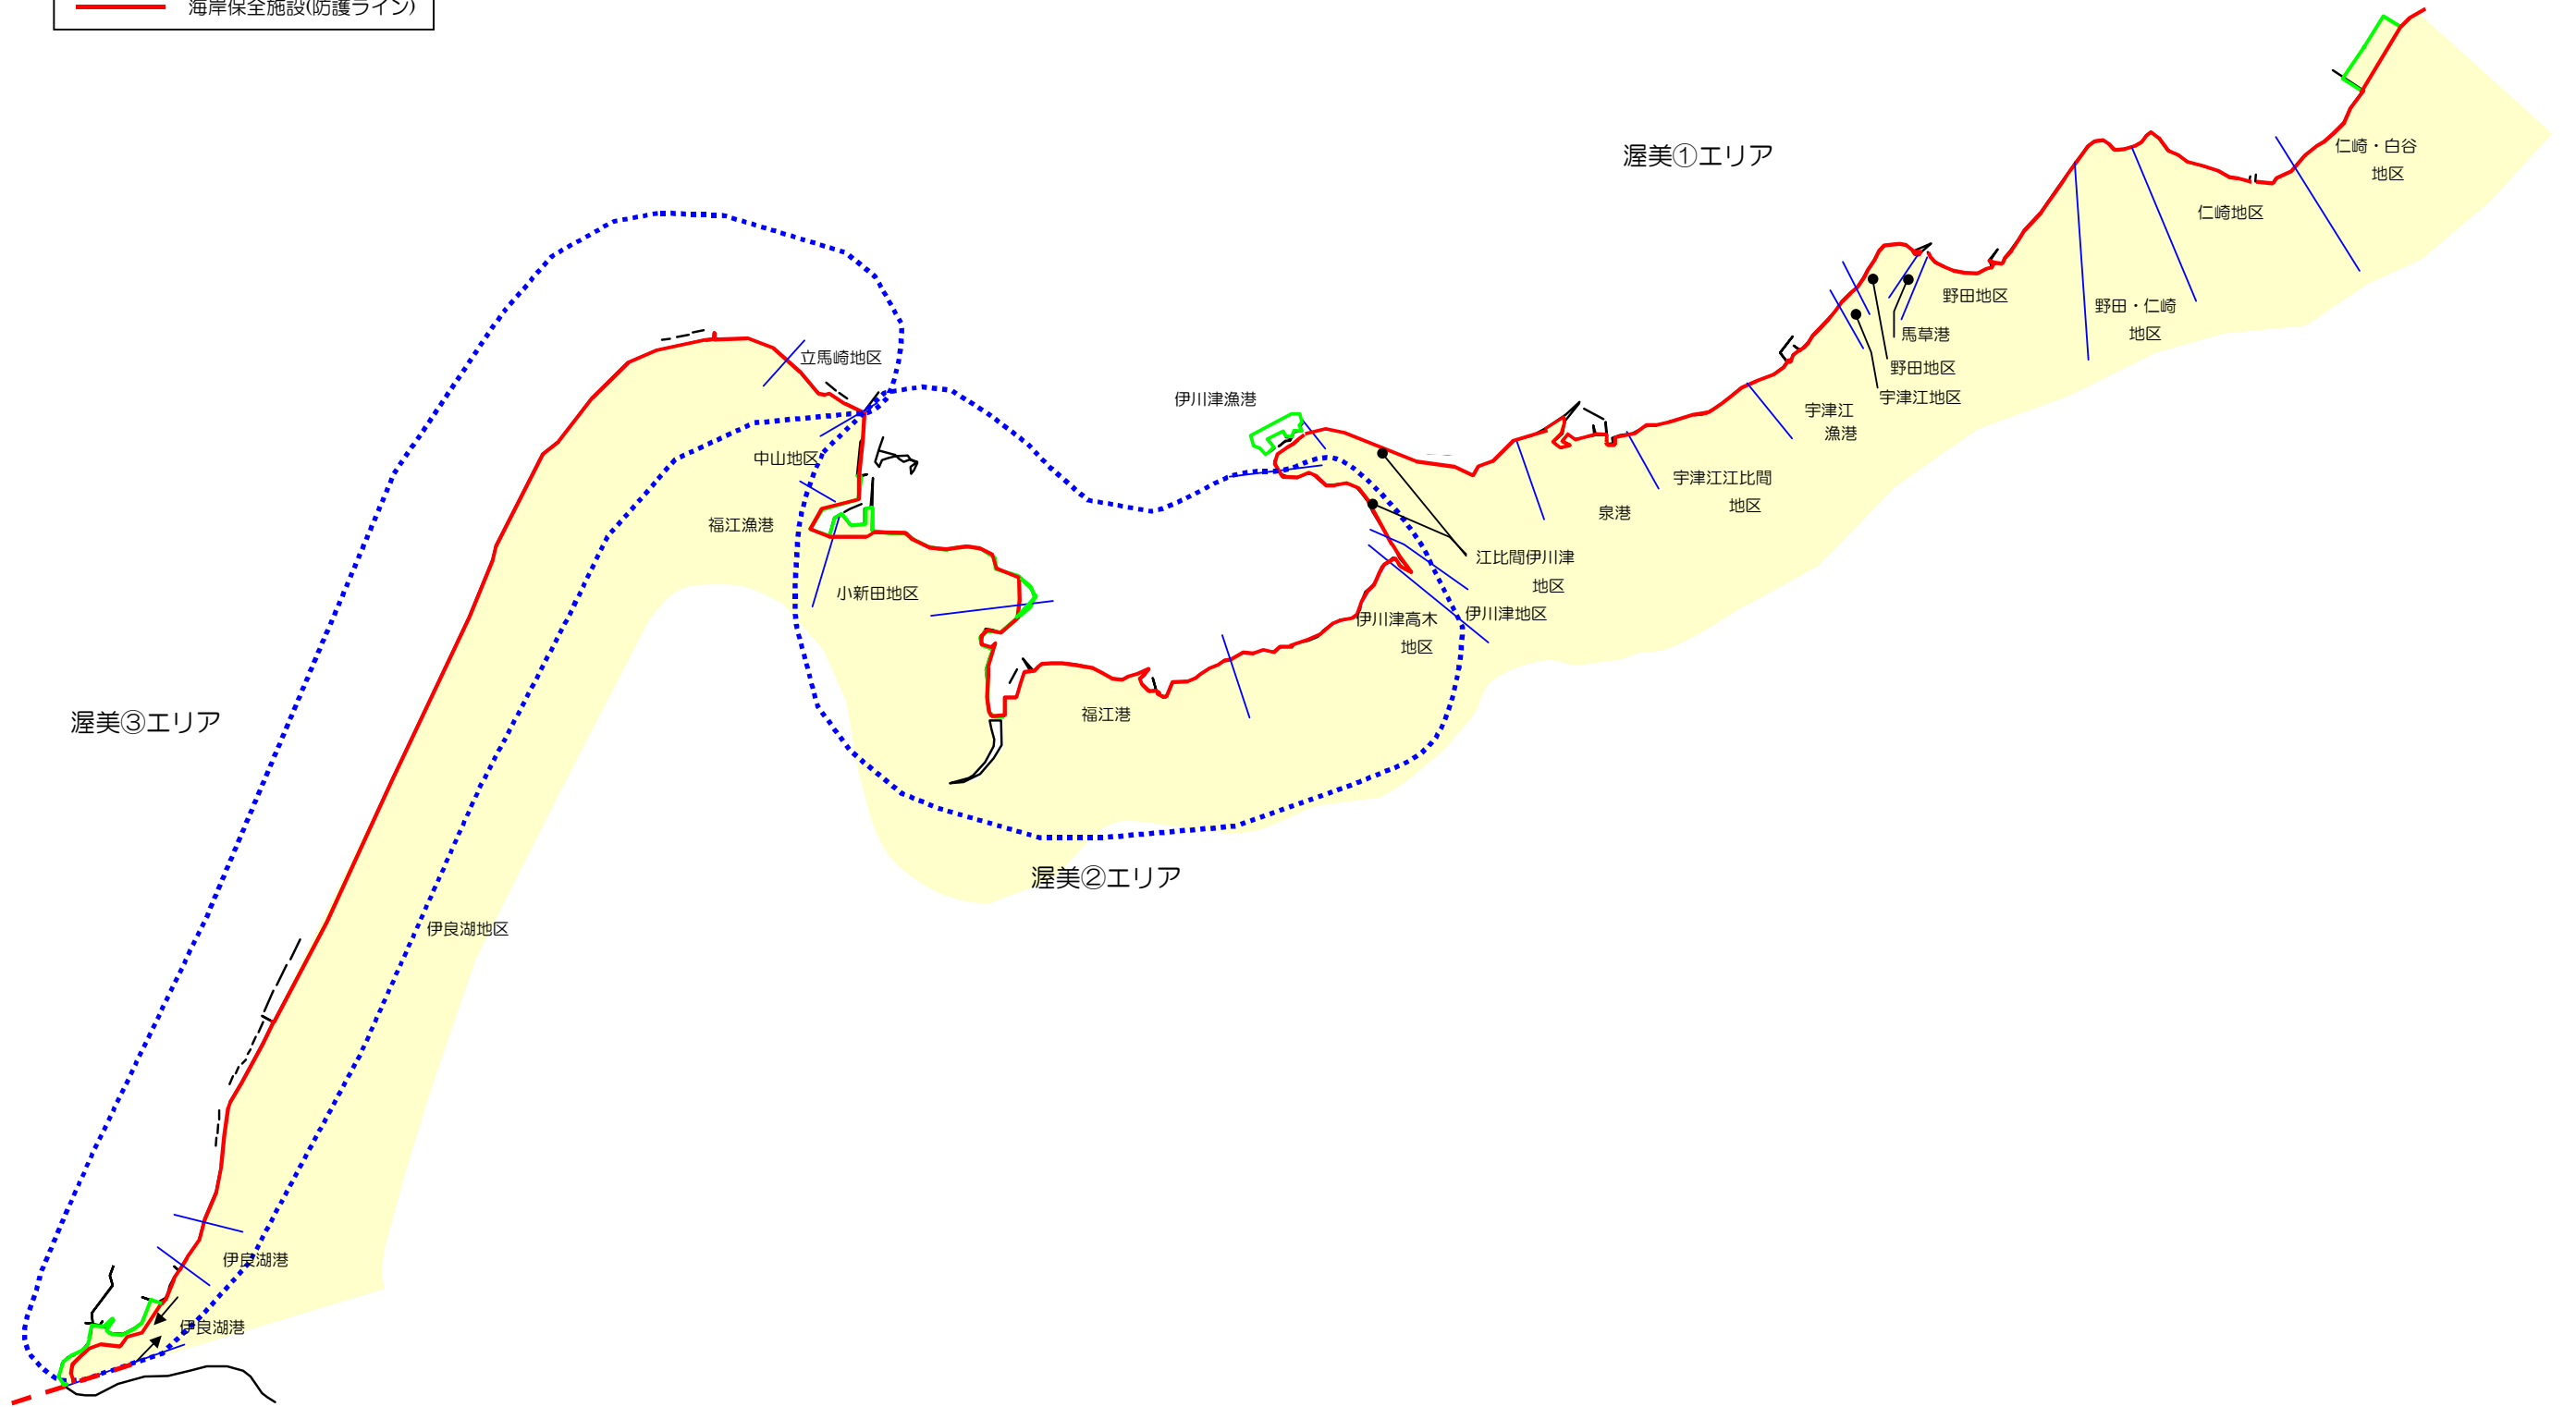 海岸保全施設(防護ライン)
渥美①エリア
仁崎・白谷
地区
仁崎地区
野田・仁崎
地区
野田地区
馬草港
野田地区
宇津江地区
宇津江
漁港
宇津江江比間
地区
泉港
伊川津漁港
江比間伊川津
地区
伊川津地区
伊川津高木
地区
立馬崎地区
中山地区
福江漁港
小新田地区
福江港
渥美②エリア
渥美③エリア
伊良湖地区
伊良湖港
伊良湖港